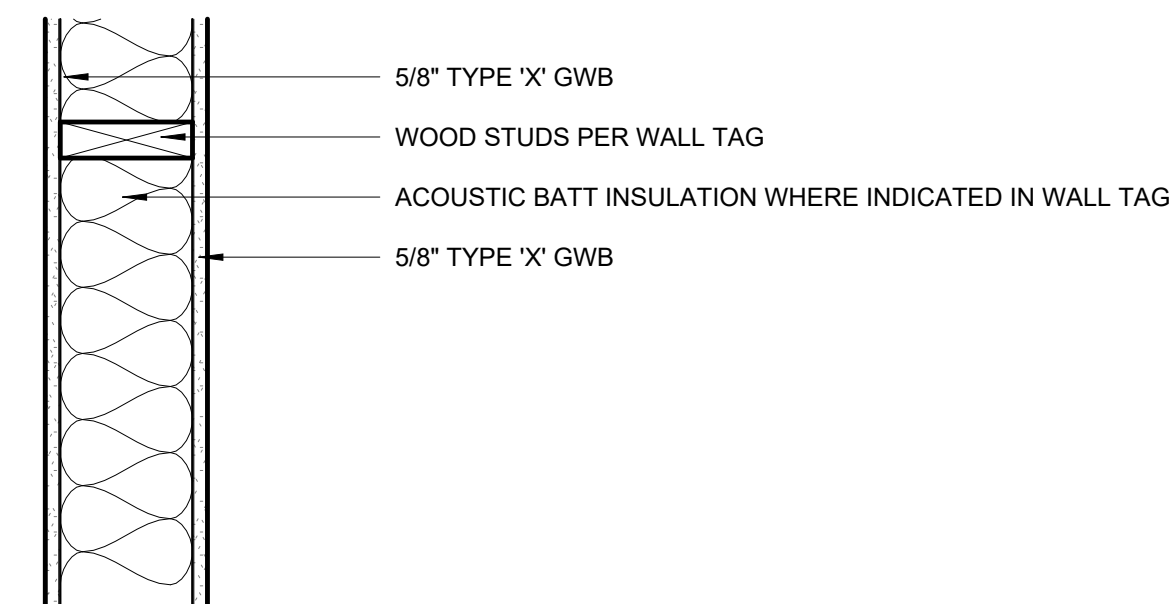 5/8" TYPE 'X' GWB
WOOD STUDS PER WALL TAG
ACOUSTIC BATT INSULATION WHERE INDICATED IN WALL TAG
5/8" TYPE 'X' GWB